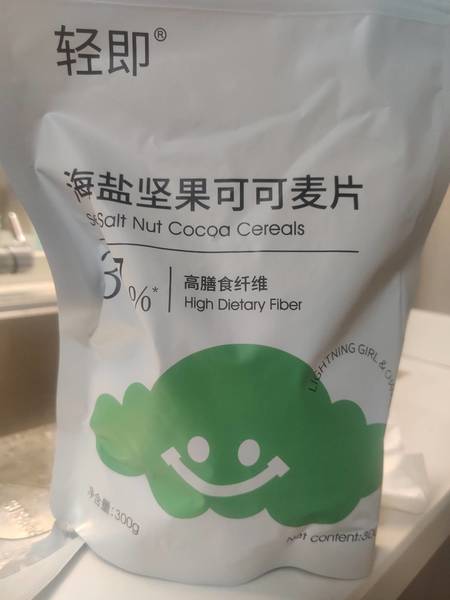 轻即®
海盐坚果可可麦片
Salt Nut Cocoa Cereals
%*
高膳食纤维
High Dietary Fiber
LIGHTNING GIRL &
净含量:300g
Net content: